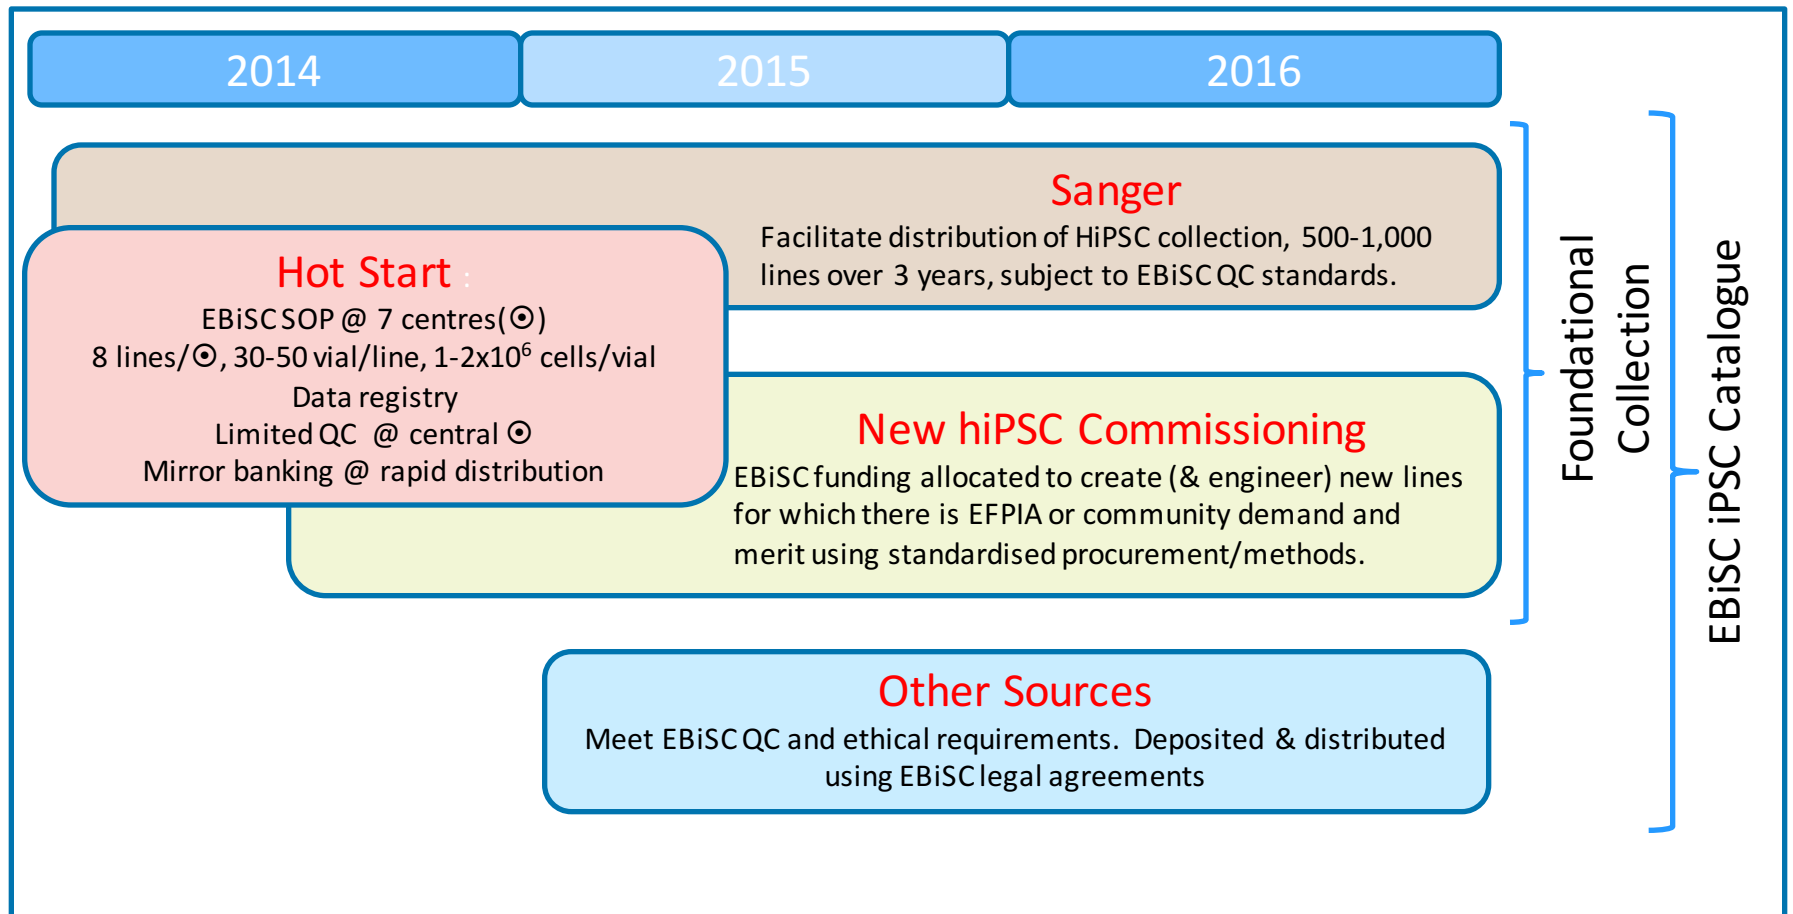 2014
2015
2016
Sanger
Facilitate distribution of HiPSC collection, 500-1,000
lines over 3 years, subject to EBiSC QC standards.
Hot Start :
EBiSC SOP @ 7 centres(☉)
8 lines/☉, 30-50 vial/line, 1-2x10⁶ cells/vial
Data registry
Limited QC @ central ☉
Mirror banking @ rapid distribution
New hiPSC Commissioning
EBiSC funding allocated to create (& engineer) new lines
for which there is EFPIA or community demand and
merit using standardised procurement/methods.
Other Sources
Meet EBiSC QC and ethical requirements. Deposited & distributed
using EBiSC legal agreements
Foundational
Collection
EBiSC iPSC Catalogue